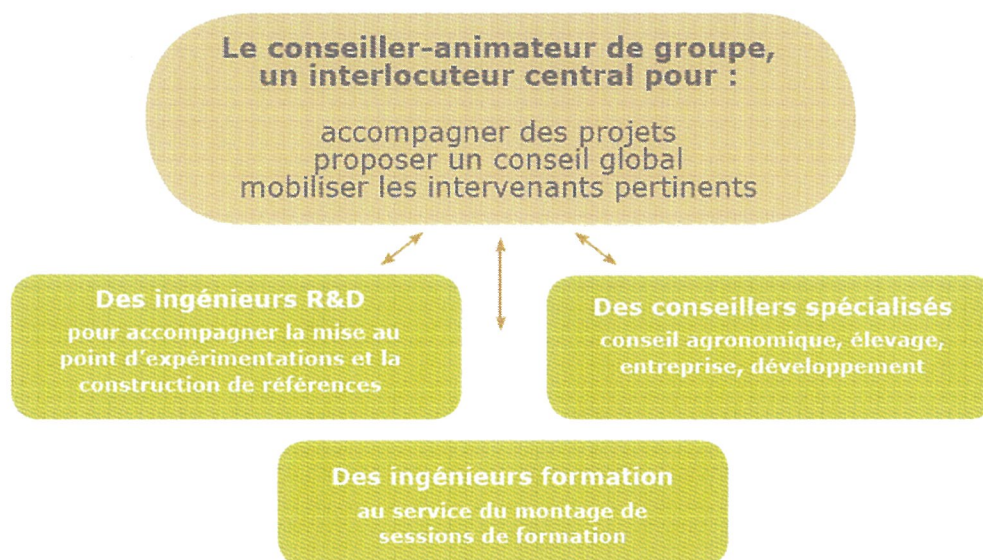 Le conseiller-animateur de groupe,
un interlocuteur central pour :
accompagner des projets
proposer un conseil global
mobiliser les intervenants pertinents
Des ingénieurs R&D
pour accompagner la mise au
point d'expérimentations et la
construction de références
Des conseillers spécialisés
conseil agronomique, élevage,
entreprise, développement
Des ingénieurs formation
au service du montage de
sessions de formation